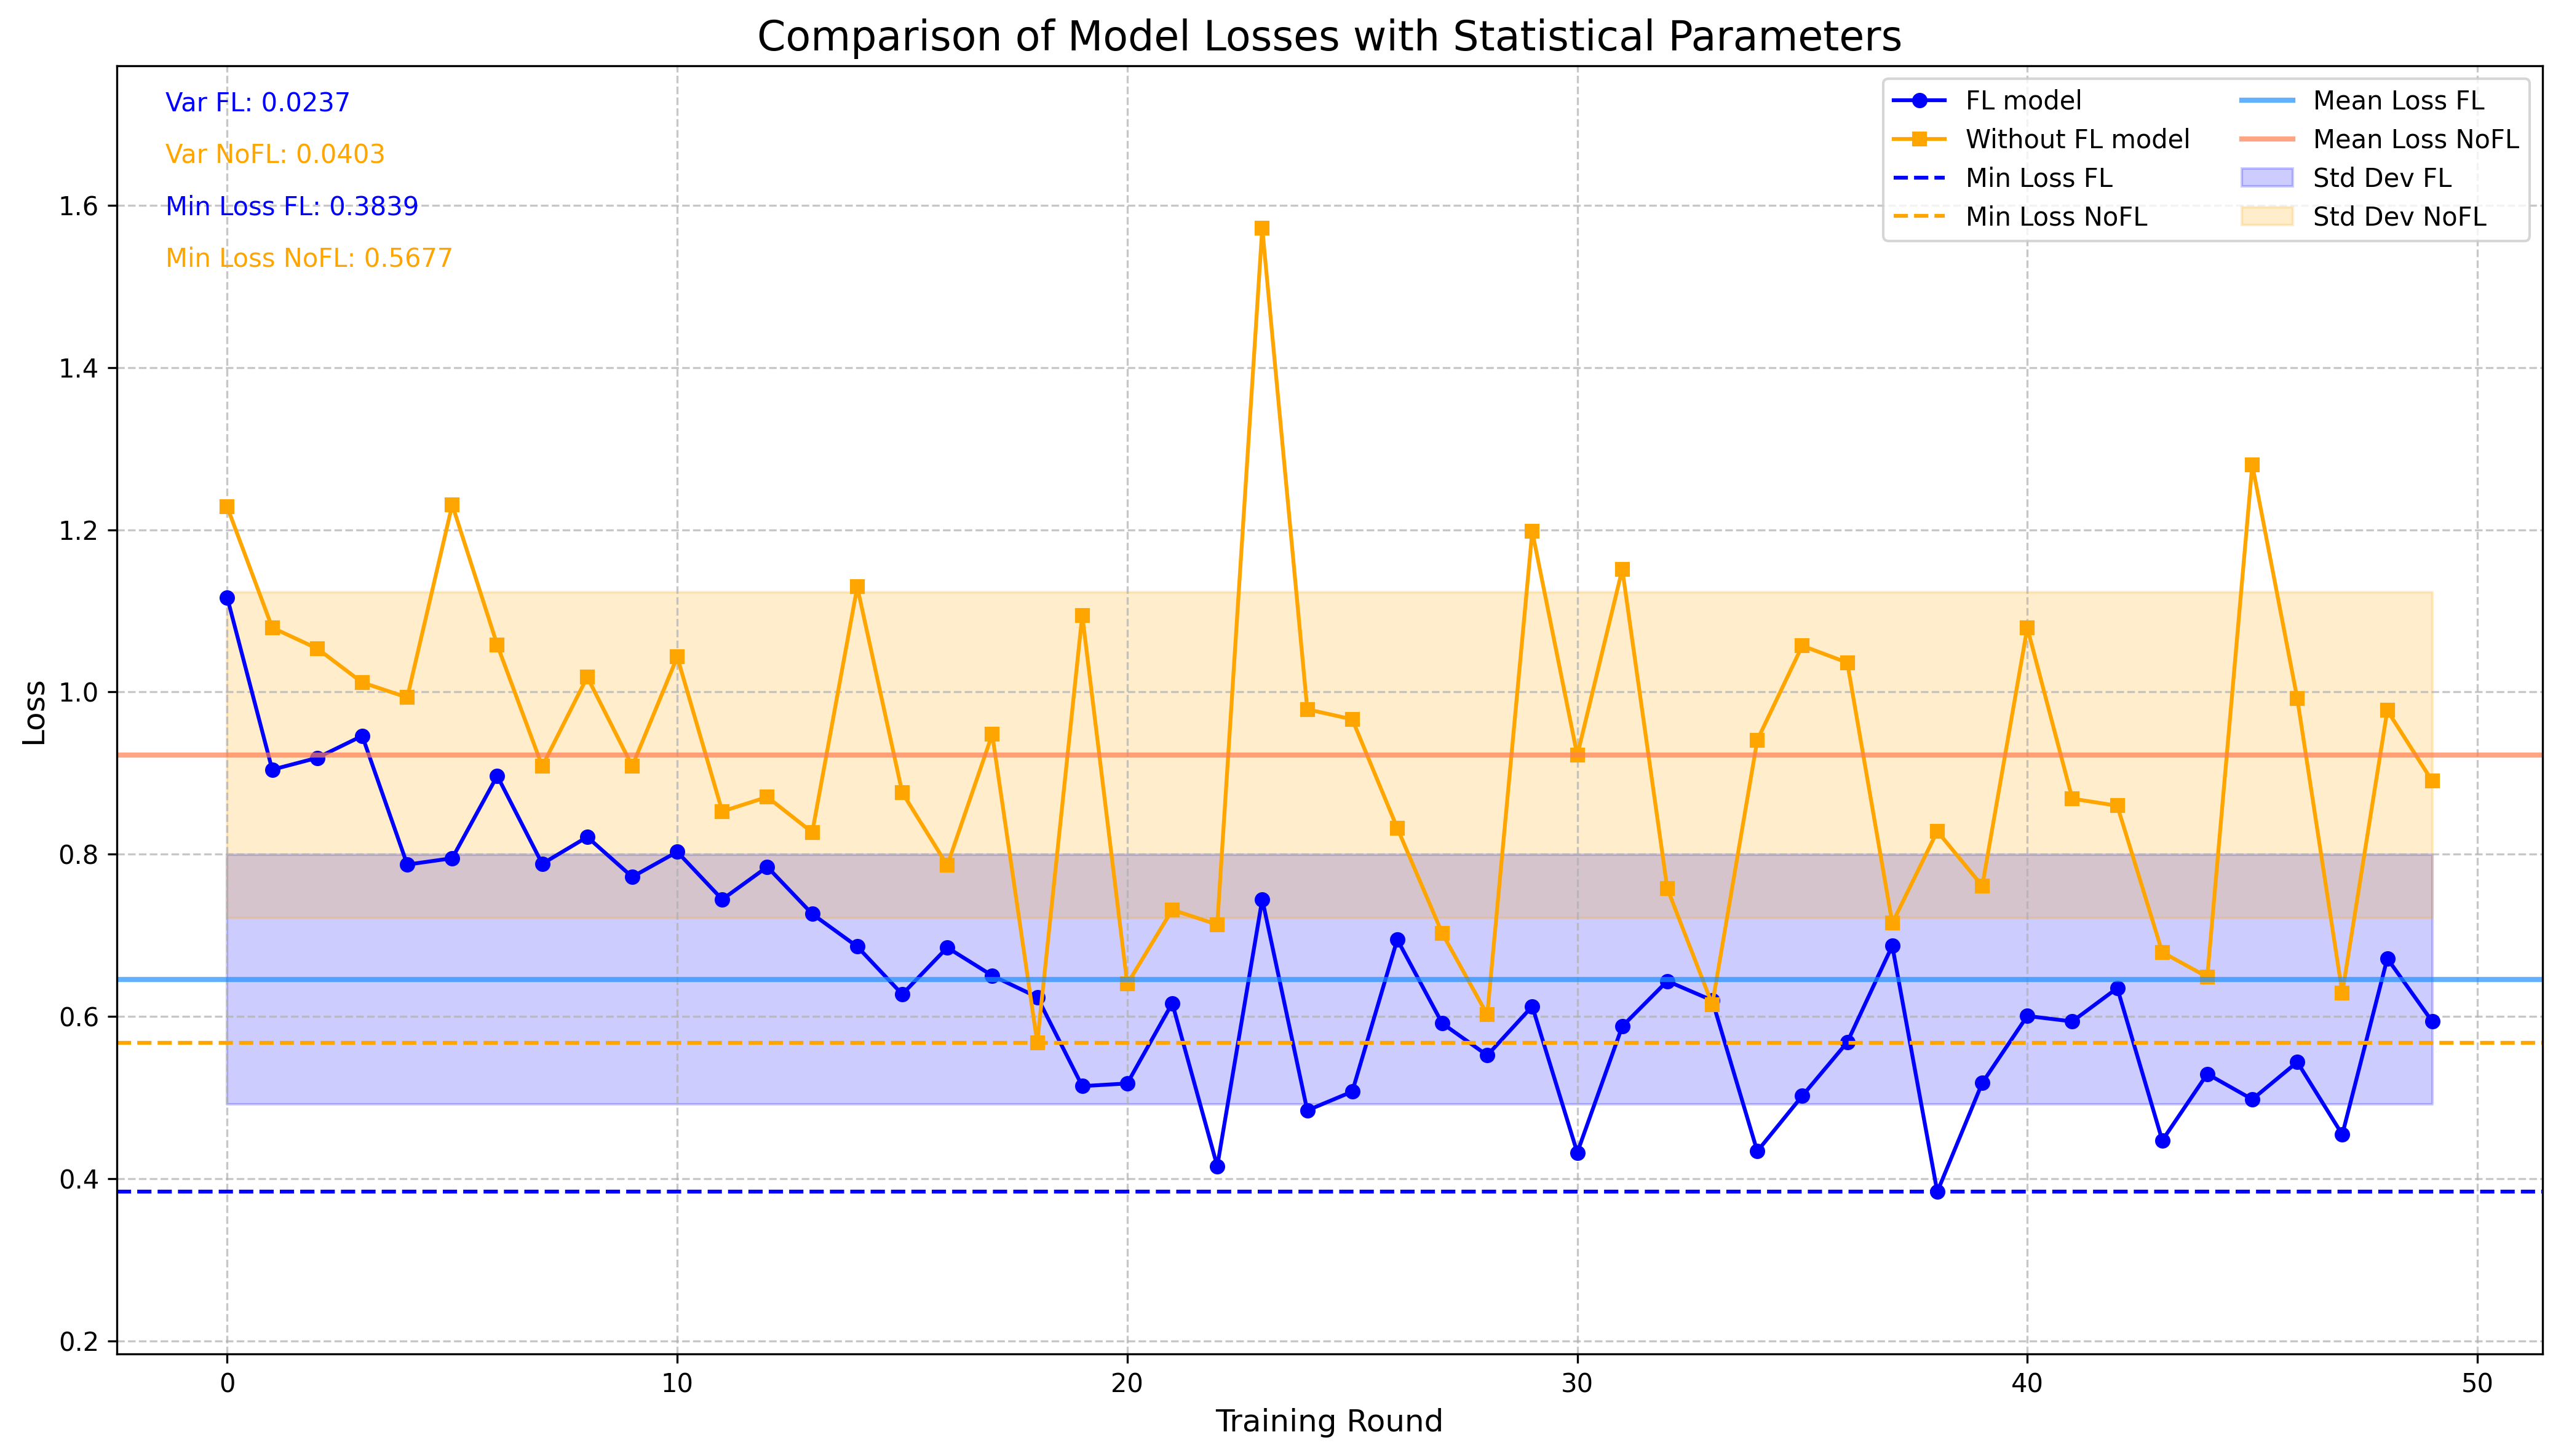 Comparison of Model Losses with Statistical Parameters
Var FL: 0.0237
Var NoFL: 0.0403
Min Loss FL: 0.3839
Min Loss NoFL: 0.5677
FL model
Without FL model
Min Loss FL
Min Loss NoFL
Mean Loss FL
Mean Loss NoFL
Std Dev FL
Std Dev NoFL
Loss
1.6
1.4
1.2
1.0
0.8
0.6
0.4
0.2
0 10 20 30 40 50
Training Round